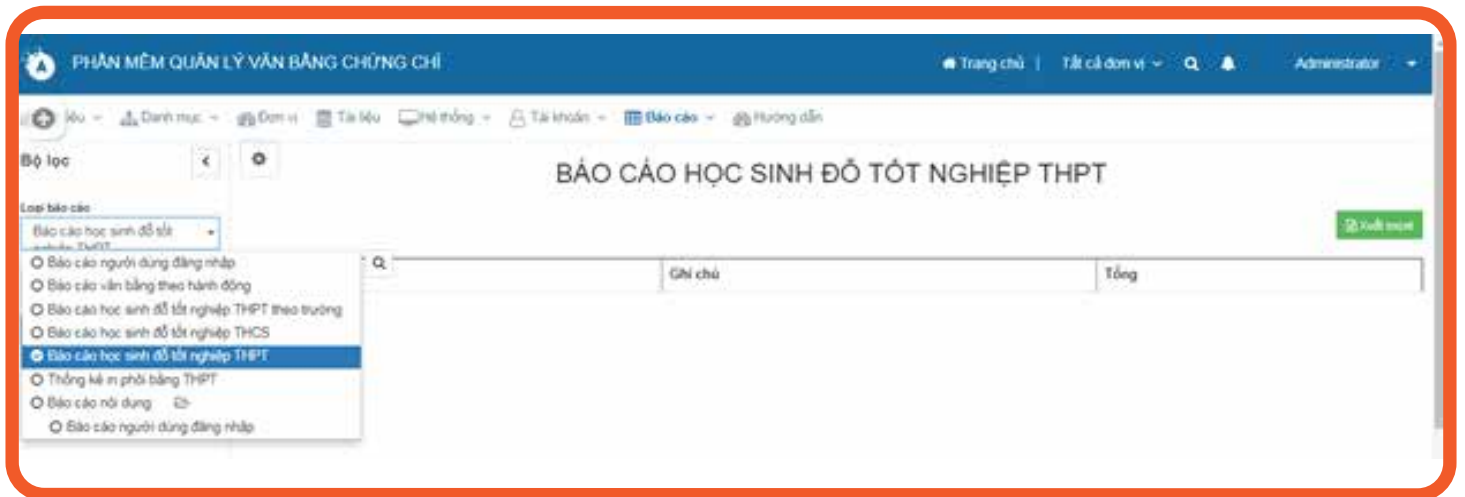 PHẦN MỀM QUẢN LÝ VĂN BẰNG CHỨNG CHỈ
Trang chủ | Tất cả đơn vị Administrator
liệu Danh mục Đơn vị Tài liệu Hệ thống Tài khoản Báo cáo Hướng dẫn
Bộ lọc
BÁO CÁO HỌC SINH ĐỖ TỐT NGHIỆP THPT
Loại báo cáo
Báo cáo học sinh đỗ tốt
nghiệp THPT
Xuất excel
Báo cáo người dùng đăng nhập
Ghi chú Tổng
Báo cáo văn bằng theo hành động
Báo cáo học sinh đỗ tốt nghiệp THPT theo trường
Báo cáo học sinh đỗ tốt nghiệp THCS
Báo cáo học sinh đỗ tốt nghiệp THPT
Thống kê in phôi bằng THPT
Báo cáo nội dung
Báo cáo người dùng đăng nhập